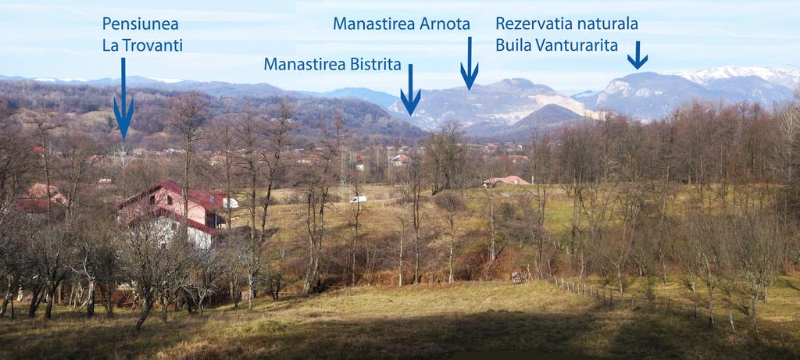 Pensiunea
La Trovanti
Manastirea Bistrita
Manastirea Arnota
Rezervatia naturala
Buila Vanturarita